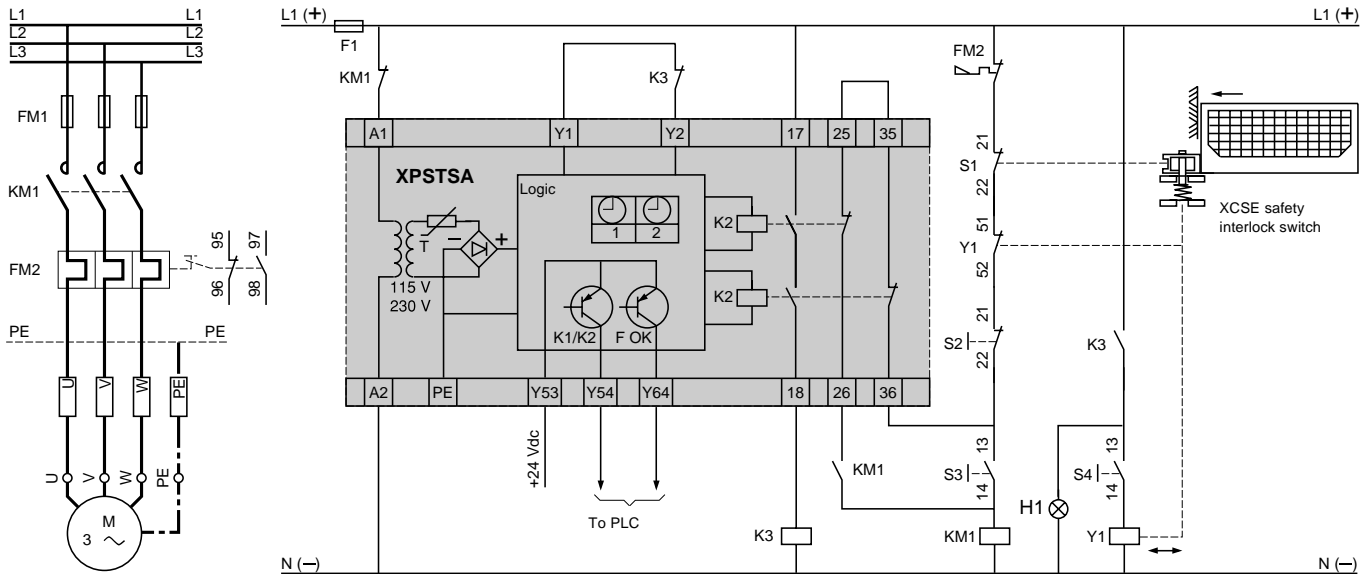 L1
L1
L2
L2
L3
L3
FM1
KM1
FM2
95
97
96
98
PE
PE
U
V
W
PE
U
V
W
PE
M
3
L1 (+)
L1 (+)
F1
KM1
K3
FM2
A1
Y1
Y2
17
25
35
XPSTSA
Logic
1
2
K2
K2
T
–
+
115 V
230 V
K1/K2
F OK
A2
PE
Y53
Y54
Y64
18
26
36
+24 Vdc
To PLC
21
S1
22
51
Y1
52
21
S2
22
K3
XCSE safety
interlock switch
KM1
13
S3
14
13
S4
14
H1
K3
KM1
Y1
N (–)
N (–)